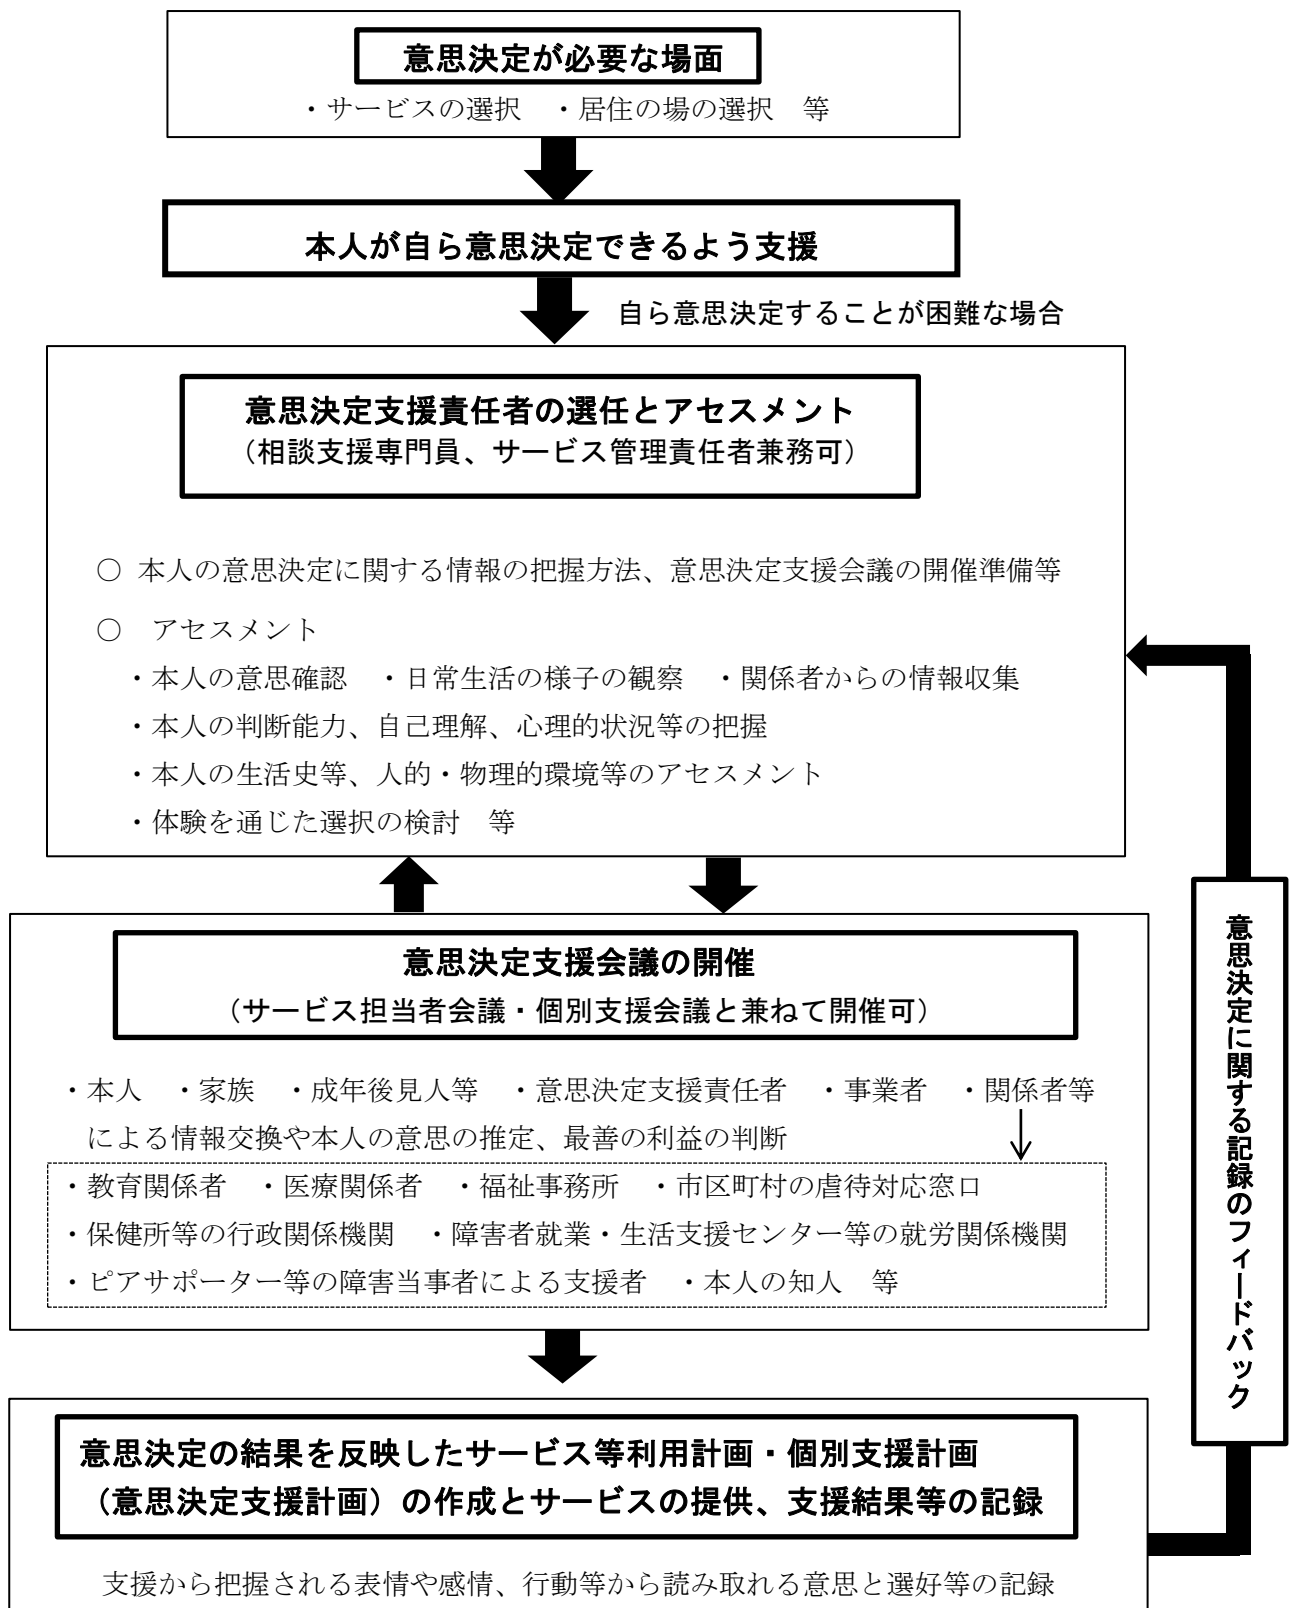 意思決定が必要な場面
・サービスの選択　・居住の場の選択　等
本人が自ら意思決定できるよう支援
自ら意思決定することが困難な場合
意思決定支援責任者の選任とアセスメント
（相談支援専門員、サービス管理責任者兼務可）
○ 本人の意思決定に関する情報の把握方法、意思決定支援会議の開催準備等
○　アセスメント
・本人の意思確認　・日常生活の様子の観察　・関係者からの情報収集
・本人の判断能力、自己理解、心理的状況等の把握
・本人の生活史等、人的・物理的環境等のアセスメント
・体験を通じた選択の検討　等
意思決定支援会議の開催
（サービス担当者会議・個別支援会議と兼ねて開催可）
・本人　・家族　・成年後見人等　・意思決定支援責任者　・事業者　・関係者等
による情報交換や本人の意思の推定、最善の利益の判断
・教育関係者　・医療関係者　・福祉事務所　・市区町村の虐待対応窓口
・保健所等の行政関係機関　・障害者就業・生活支援センター等の就労関係機関
・ピアサポーター等の障害当事者による支援者　・本人の知人　等
意思決定の結果を反映したサービス等利用計画・個別支援計画
（意思決定支援計画）の作成とサービスの提供、支援結果等の記録
支援から把握される表情や感情、行動等から読み取れる意思と選好等の記録
意思決定に関する記録のフィードバック